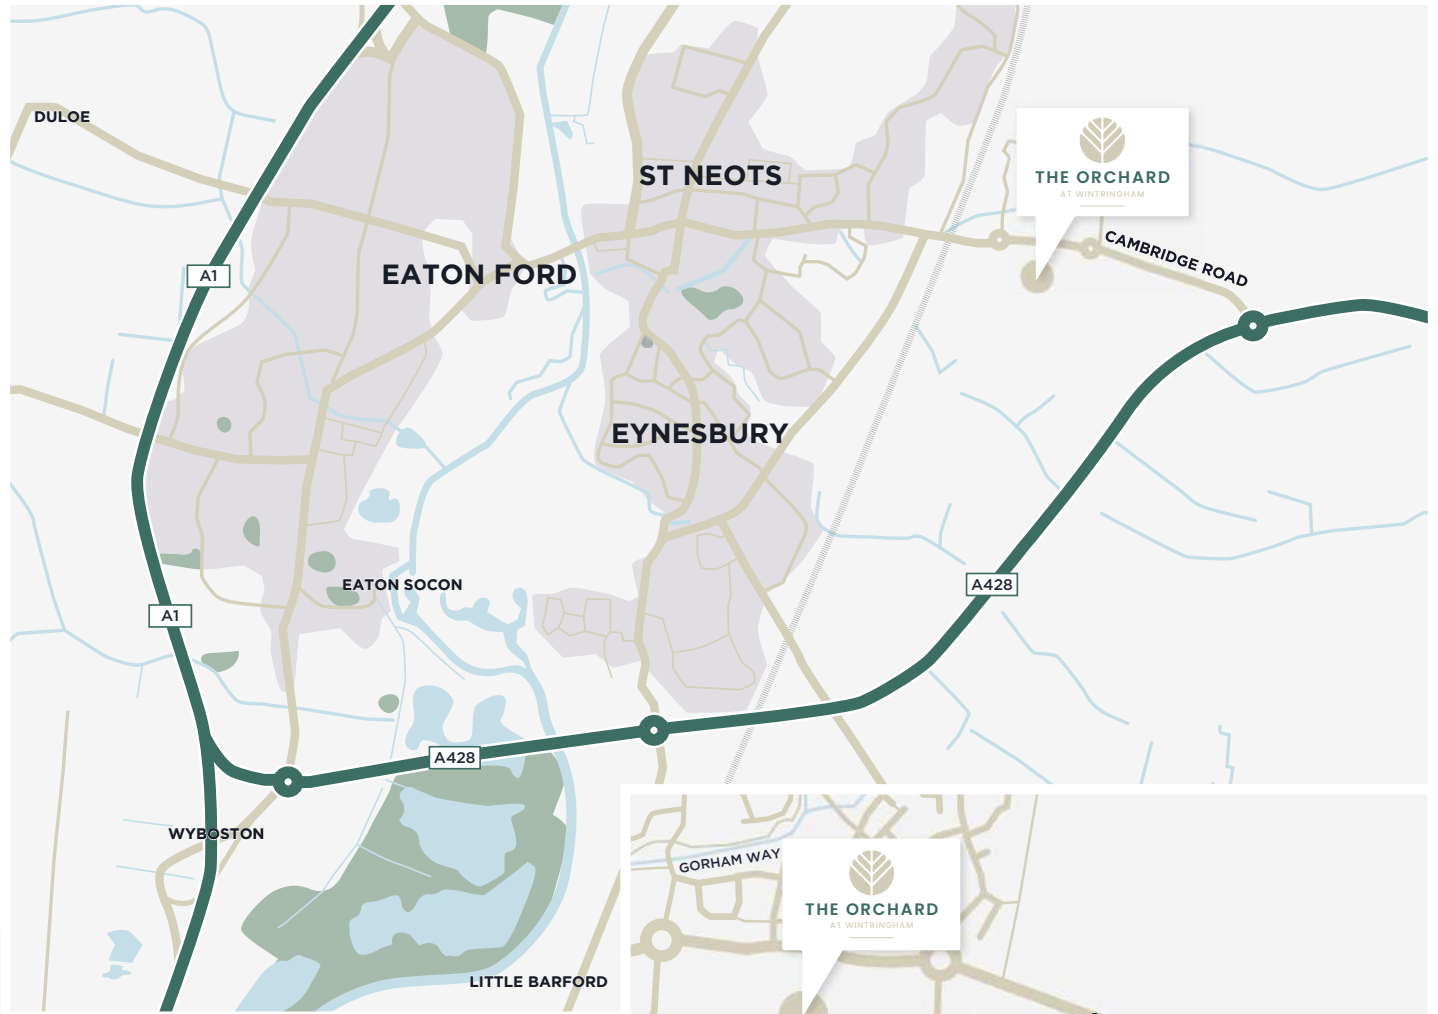 DULOE
THE ORCHARD
AT WINTRINGHAM
ST NEOTS
CAMBRIDGE ROAD
A1
EATON FORD
EYNESBURY
A428
EATON SOCON
A1
A428
WYBOSTON
GORHAM WAY
THE ORCHARD
AT WINTRINGHAM
LITTLE BARFORD